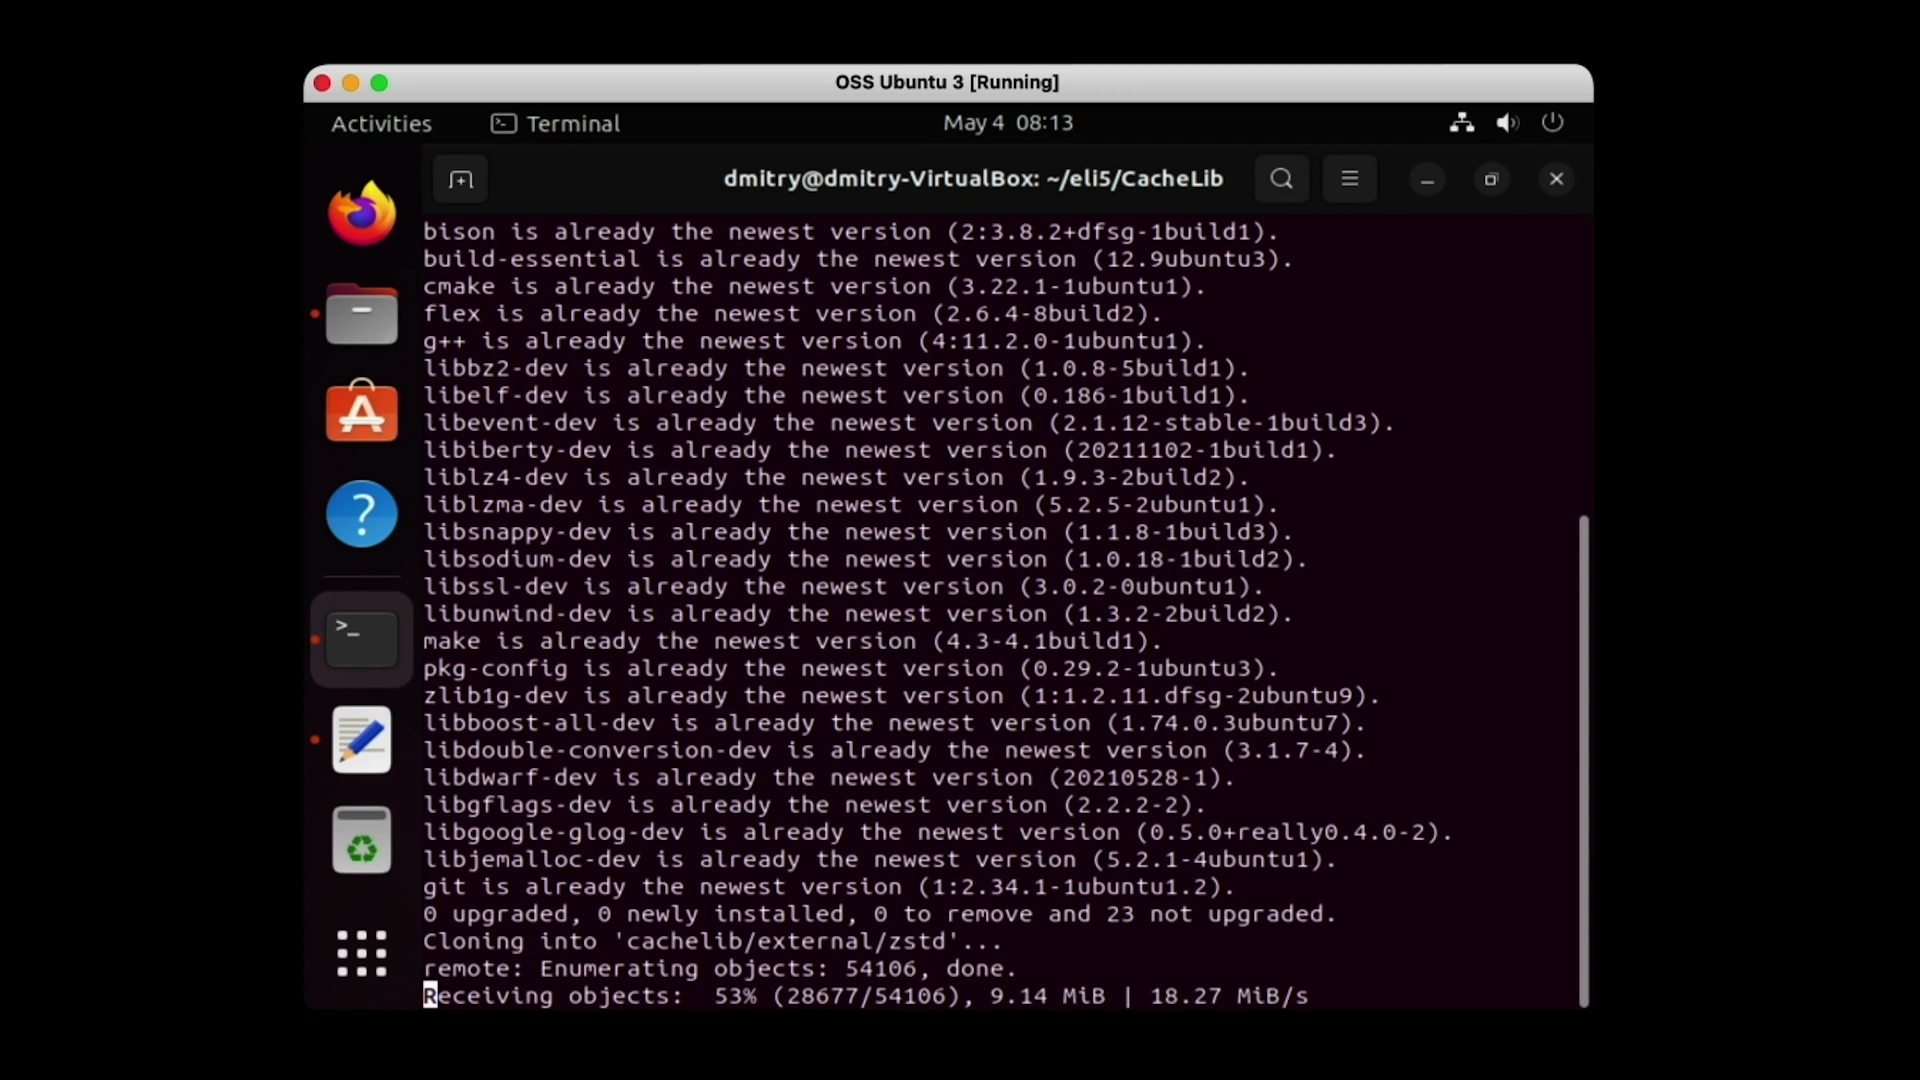 OSS Ubuntu 3 [Running]
Activities
Terminal
May 4 08:13
dmitry@dmitry-VirtualBox: ~/eli5/CacheLib
bison is already the newest version (2:3.8.2+dfsg-1build1).
build-essential is already the newest version (12.9ubuntu3).
cmake is already the newest version (3.22.1-1ubuntu1).
flex is already the newest version (2.6.4-8build2).
g++ is already the newest version (4:11.2.0-1ubuntu1).
libbz2-dev is already the newest version (1.0.8-5build1).
libelf-dev is already the newest version (0.186-1build1).
libevent-dev is already the newest version (2.1.12-stable-1build3).
libiberty-dev is already the newest version (20211102-1build1).
liblz4-dev is already the newest version (1.9.3-2build2).
liblzma-dev is already the newest version (5.2.5-2ubuntu1).
libsnappy-dev is already the newest version (1.1.8-1build3).
libsodium-dev is already the newest version (1.0.18-1build2).
libssl-dev is already the newest version (3.0.2-0ubuntu1).
libunwind-dev is already the newest version (1.3.2-2build2).
make is already the newest version (4.3-4.1build1).
pkg-config is already the newest version (0.29.2-1ubuntu3).
zlib1g-dev is already the newest version (1:1.2.11.dfsg-2ubuntu9).
libboost-all-dev is already the newest version (1.74.0.3ubuntu7).
libdouble-conversion-dev is already the newest version (3.1.7-4).
libdwarf-dev is already the newest version (20210528-1).
libgflags-dev is already the newest version (2.2.2-2).
libgoogle-glog-dev is already the newest version (0.5.0+really0.4.0-2).
libjemalloc-dev is already the newest version (5.2.1-4ubuntu1).
git is already the newest version (1:2.34.1-1ubuntu1.2).
0 upgraded, 0 newly installed, 0 to remove and 23 not upgraded.
Cloning into 'cachelib/external/zstd'...
remote: Enumerating objects: 54106, done.
Receiving objects:  53% (28677/54106), 9.14 MiB | 18.27 MiB/s